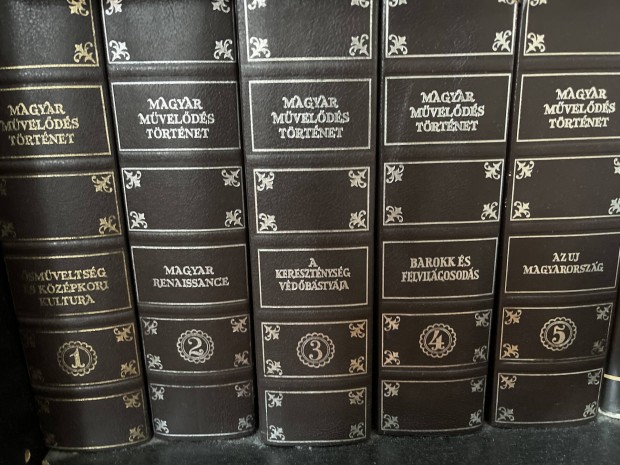 MAGYAR
MŰVELŐDÉS
TÖRTÉNET
ŐSMŰVELTSÉG
ÉS KÖZÉPKORI
KULTURA
1
MAGYAR
MŰVELŐDÉS
TÖRTÉNET
MAGYAR
RENAISSANCE
2
MAGYAR
MŰVELŐDÉS
TÖRTÉNET
A
KERESZTÉNYSÉG
VÉDŐBÁSTYÁJA
3
MAGYAR
MŰVELŐDÉS
TÖRTÉNET
BAROKK ÉS
FELVILÁGOSODÁS
4
MAGYAR
MŰVELŐDÉS
TÖRTÉNET
AZ UJ
MAGYARORSZÁG
5